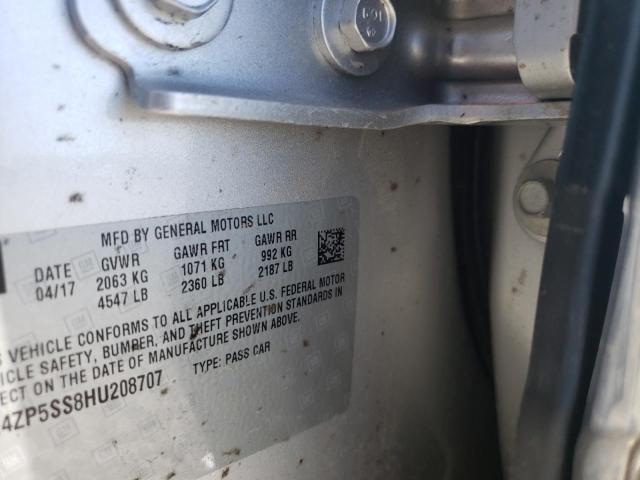 MFD BY GENERAL MOTORS LLC
DATE GVWR GAWR FRT GAWR RR
04/17 2063 KG 1071 KG 992 KG
4547 LB 2360 LB 2187 LB
S VEHICLE CONFORMS TO ALL APPLICABLE U.S. FEDERAL MOTOR
HICLE SAFETY, BUMPER, AND THEFT PREVENTION STANDARDS IN
ECT ON THE DATE OF MANUFACTURE SHOWN ABOVE.
4ZP5SS8HU208707 TYPE: PASS CAR